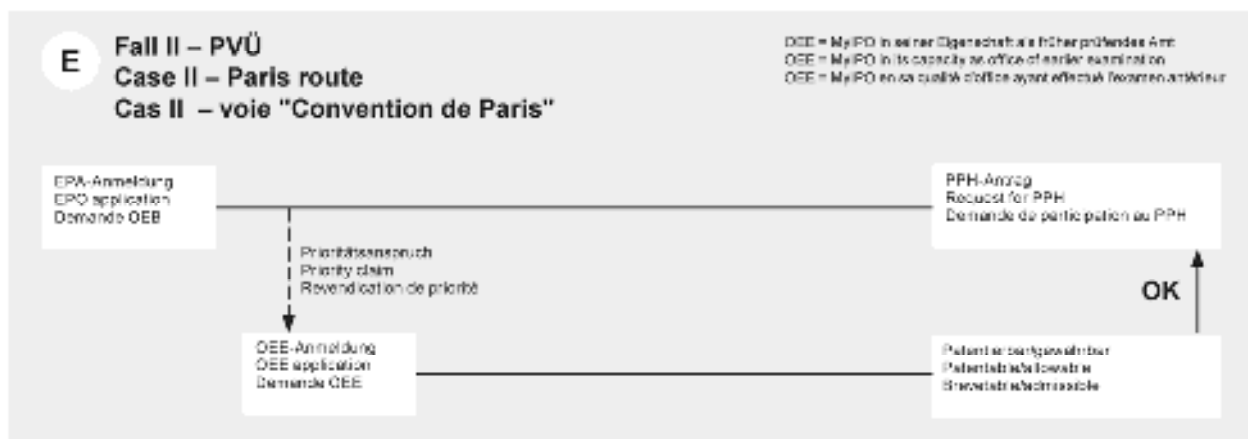 E
Fall II – PVÜ
Case II – Paris route
Cas II – voie "Convention de Paris"
OEE = MyIPO in seiner Eigenschaft als früher prüfendes Amt
OEE = MyIPO in its capacity as office of earlier examination
OEE = MyIPO en sa qualité d'office ayant effectué l'examen antérieur
EPA-Anmeldung
EPO application
Demande OEB
PPH-Antrag
Request for PPH
Demande de participation au PPH
Prioritätsanspruch
Priority claim
Revendication de priorité
OK
OEE-Anmeldung
OEE application
Demande OEE
Patentierbar/gewährbar
Patentable/allowable
Brevetable/admissible